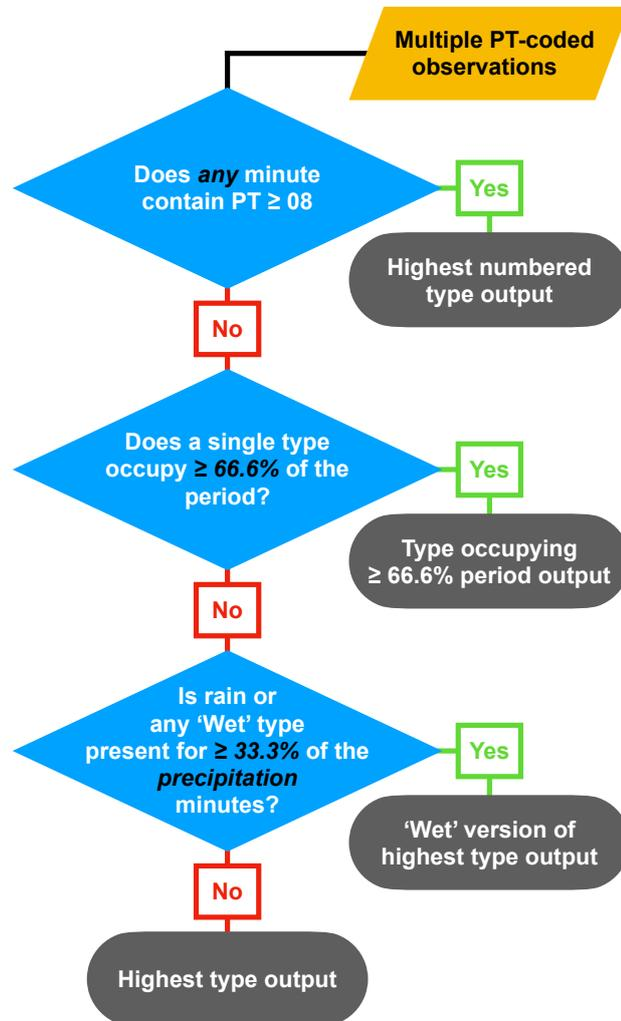 Multiple PT-coded
observations
Does any minute
contain PT ≥ 08
Yes
Highest numbered
type output
No
Does a single type
occupy ≥ 66.6% of the
period?
Yes
Type occupying
≥ 66.6% period output
No
Is rain or
any ‘Wet’ type
present for ≥ 33.3% of the
precipitation
minutes?
Yes
‘Wet’ version of
highest type output
No
Highest type output